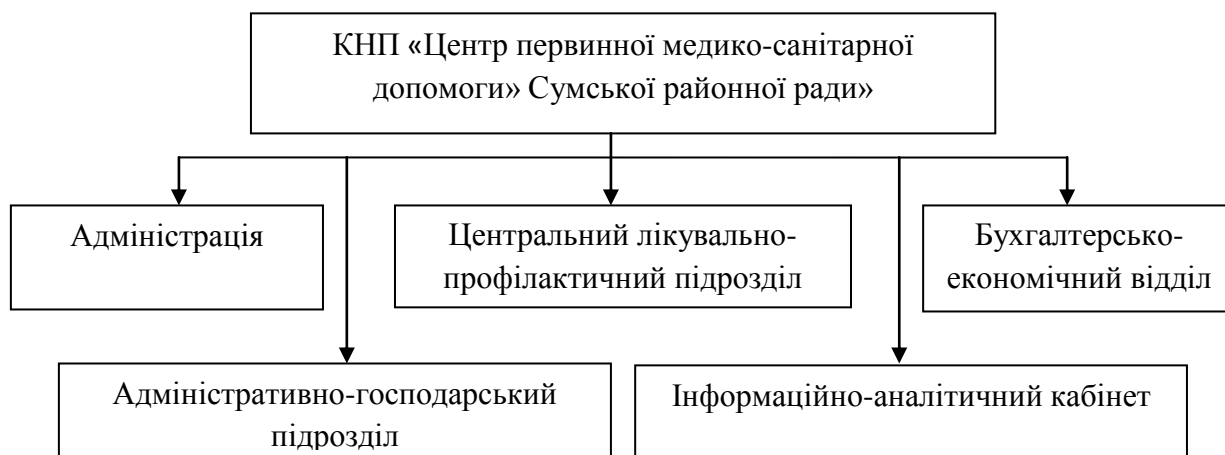 КНП «Центр первинної медико-санітарної
допомоги» Сумської районної ради»
Адміністрація
Центральний лікувально-
профілактичний підрозділ
Бухгалтерсько-
економічний відділ
Адміністративно-господарський
підрозділ
Інформаційно-аналітичний кабінет